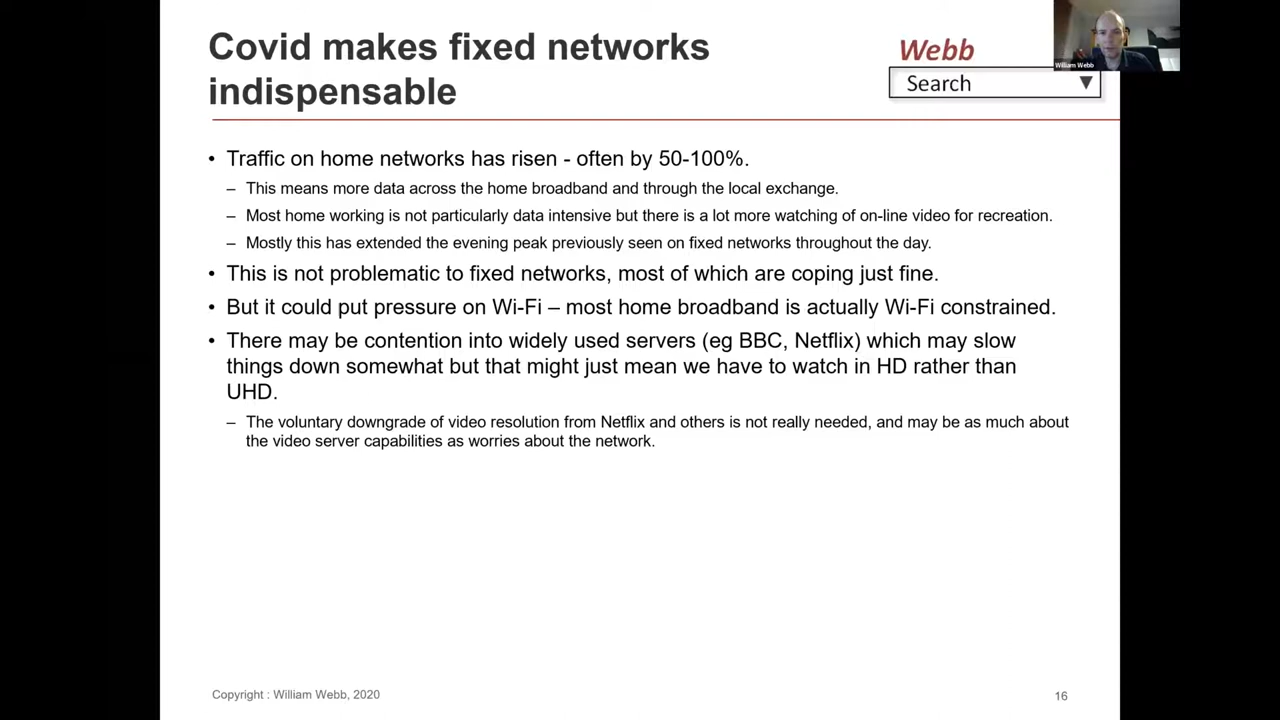 Covid makes fixed networks
indispensable
Webb
Search
William Webb
• Traffic on home networks has risen - often by 50-100%.
– This means more data across the home broadband and through the local exchange.
– Most home working is not particularly data intensive but there is a lot more watching of on-line video for recreation.
– Mostly this has extended the evening peak previously seen on fixed networks throughout the day.
• This is not problematic to fixed networks, most of which are coping just fine.
• But it could put pressure on Wi-Fi – most home broadband is actually Wi-Fi constrained.
• There may be contention into widely used servers (eg BBC, Netflix) which may slow
things down somewhat but that might just mean we have to watch in HD rather than
UHD.
– The voluntary downgrade of video resolution from Netflix and others is not really needed, and may be as much about
the video server capabilities as worries about the network.
Copyright : William Webb, 2020
16